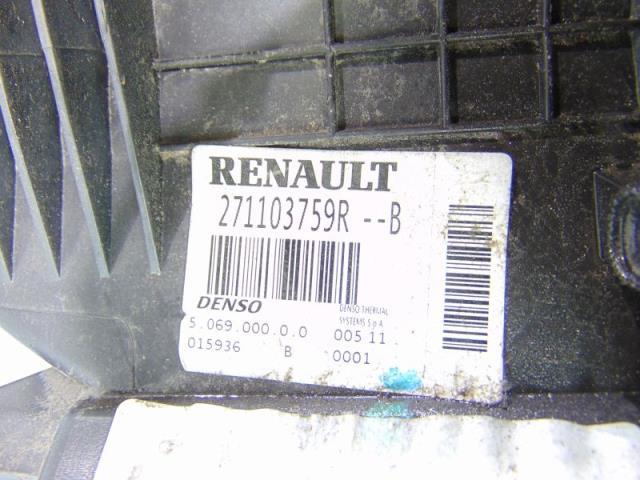 RENAULT
271103759R --B
DENSO
DENSO THERMAL
SYSTEMS S.p.A.
5.069.000.0.0 005 11
015936 B 0001